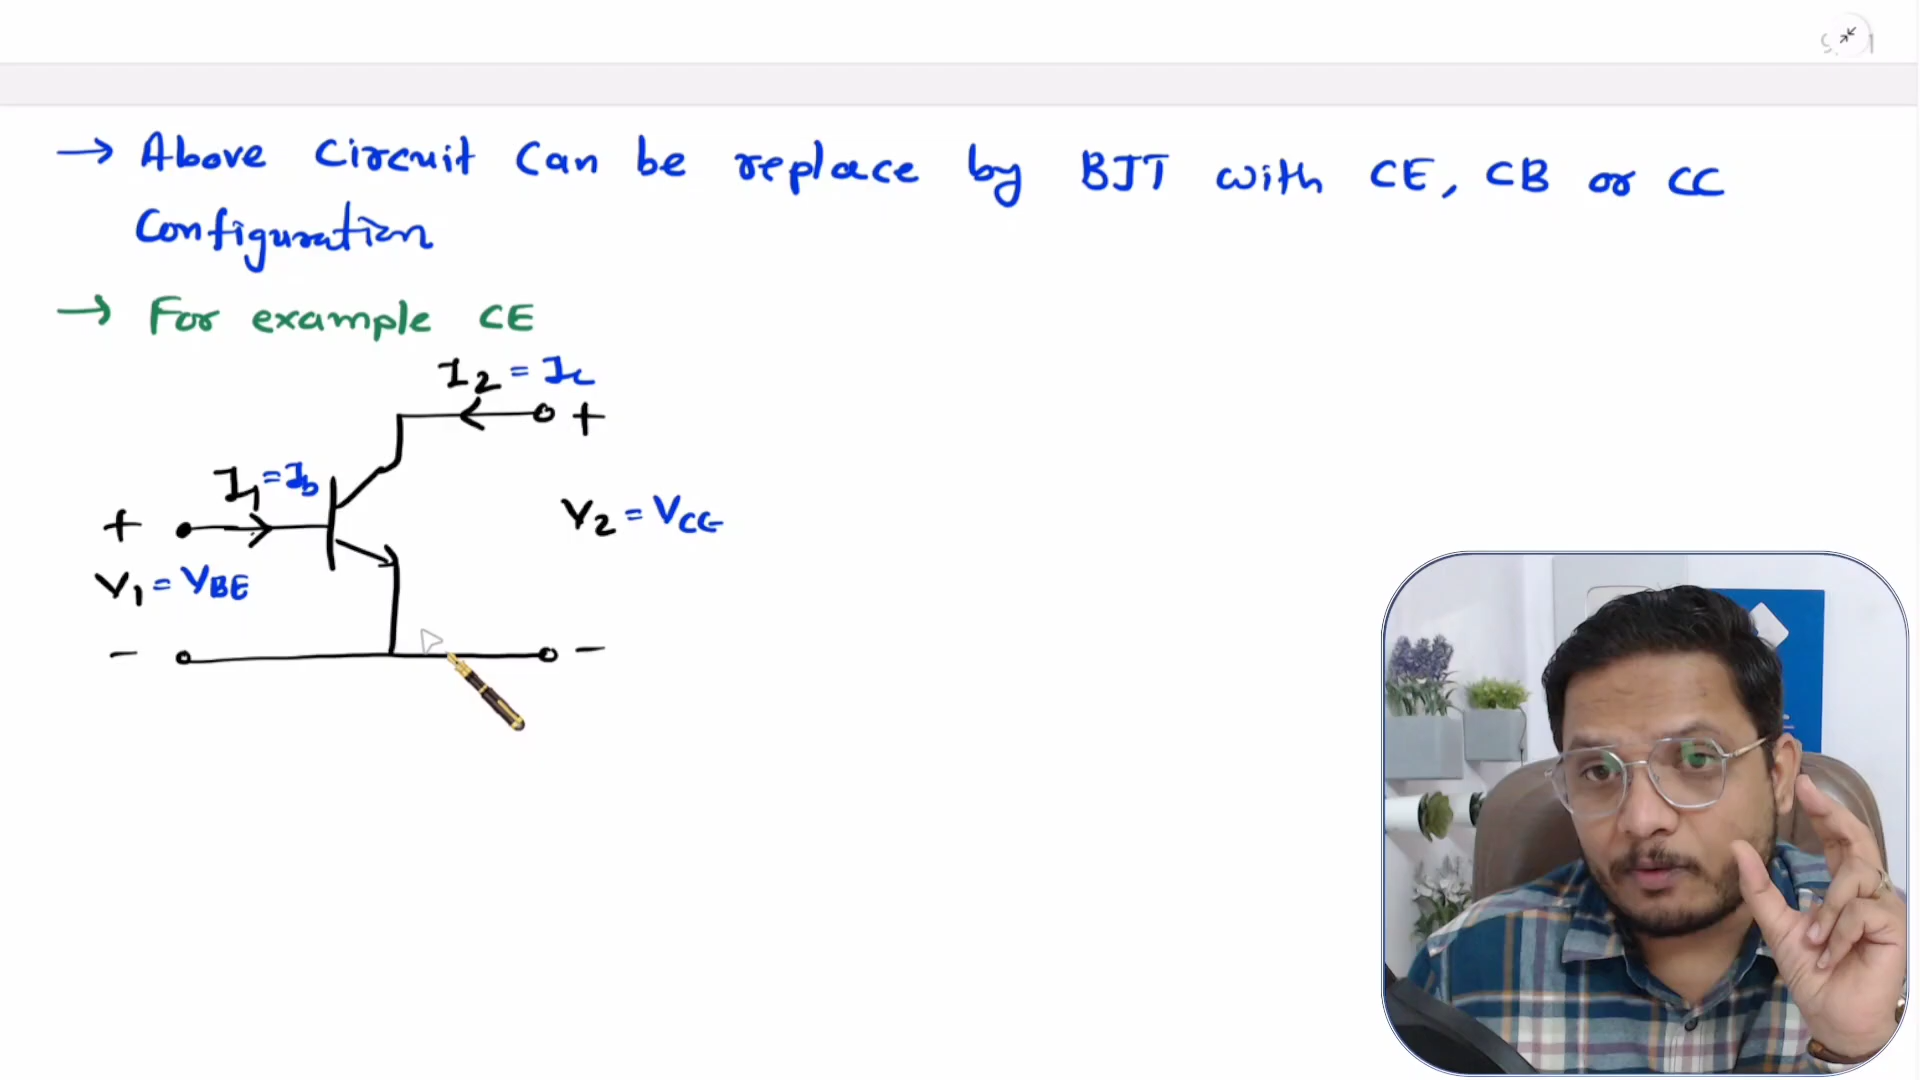 → Above Circuit Can be replace by BJT with CE, CB or CC
Configuration
→ For example CE
I2 = Ic
+
I1 = Ib
+
V2 = VCE
V1 = VBE
-
-